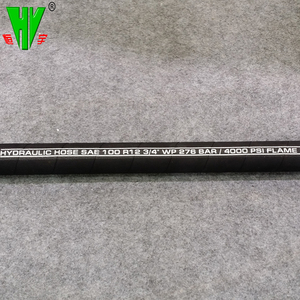 HYDRAULIC HOSE SAE 100 R12 3/4" WP 276 BAR / 4000 PSI FLAME